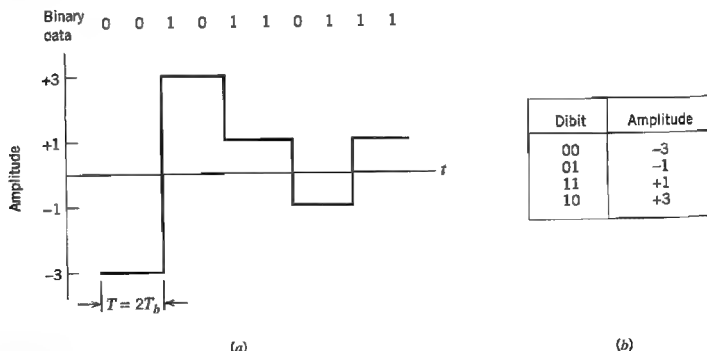 Binary data 0 0 1 0 1 1 0 1 1 1
+3
+1
−1
−3
Amplitude
t
T = 2T_b
(a)
Dibit Amplitude
00 −3
01 −1
11 +1
10 +3
(b)